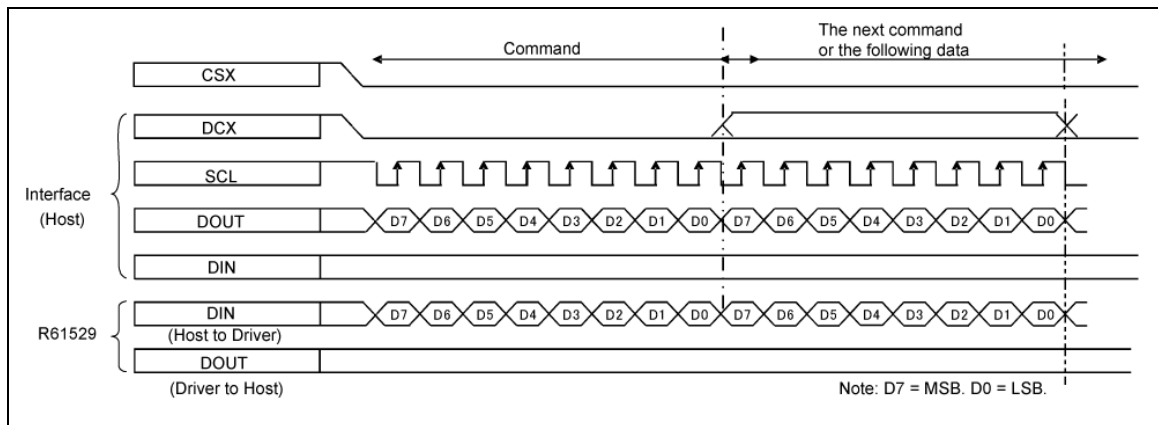 The next command
Command or the following data
CSX
DCX
SCL
Interface
(Host)
DOUT D7 D6 D5 D4 D3 D2 D1 D0 D7 D6 D5 D4 D3 D2 D1 D0
DIN
R61529
DIN D7 D6 D5 D4 D3 D2 D1 D0 D7 D6 D5 D4 D3 D2 D1 D0
(Host to Driver)
DOUT
(Driver to Host)
Note: D7 = MSB. D0 = LSB.